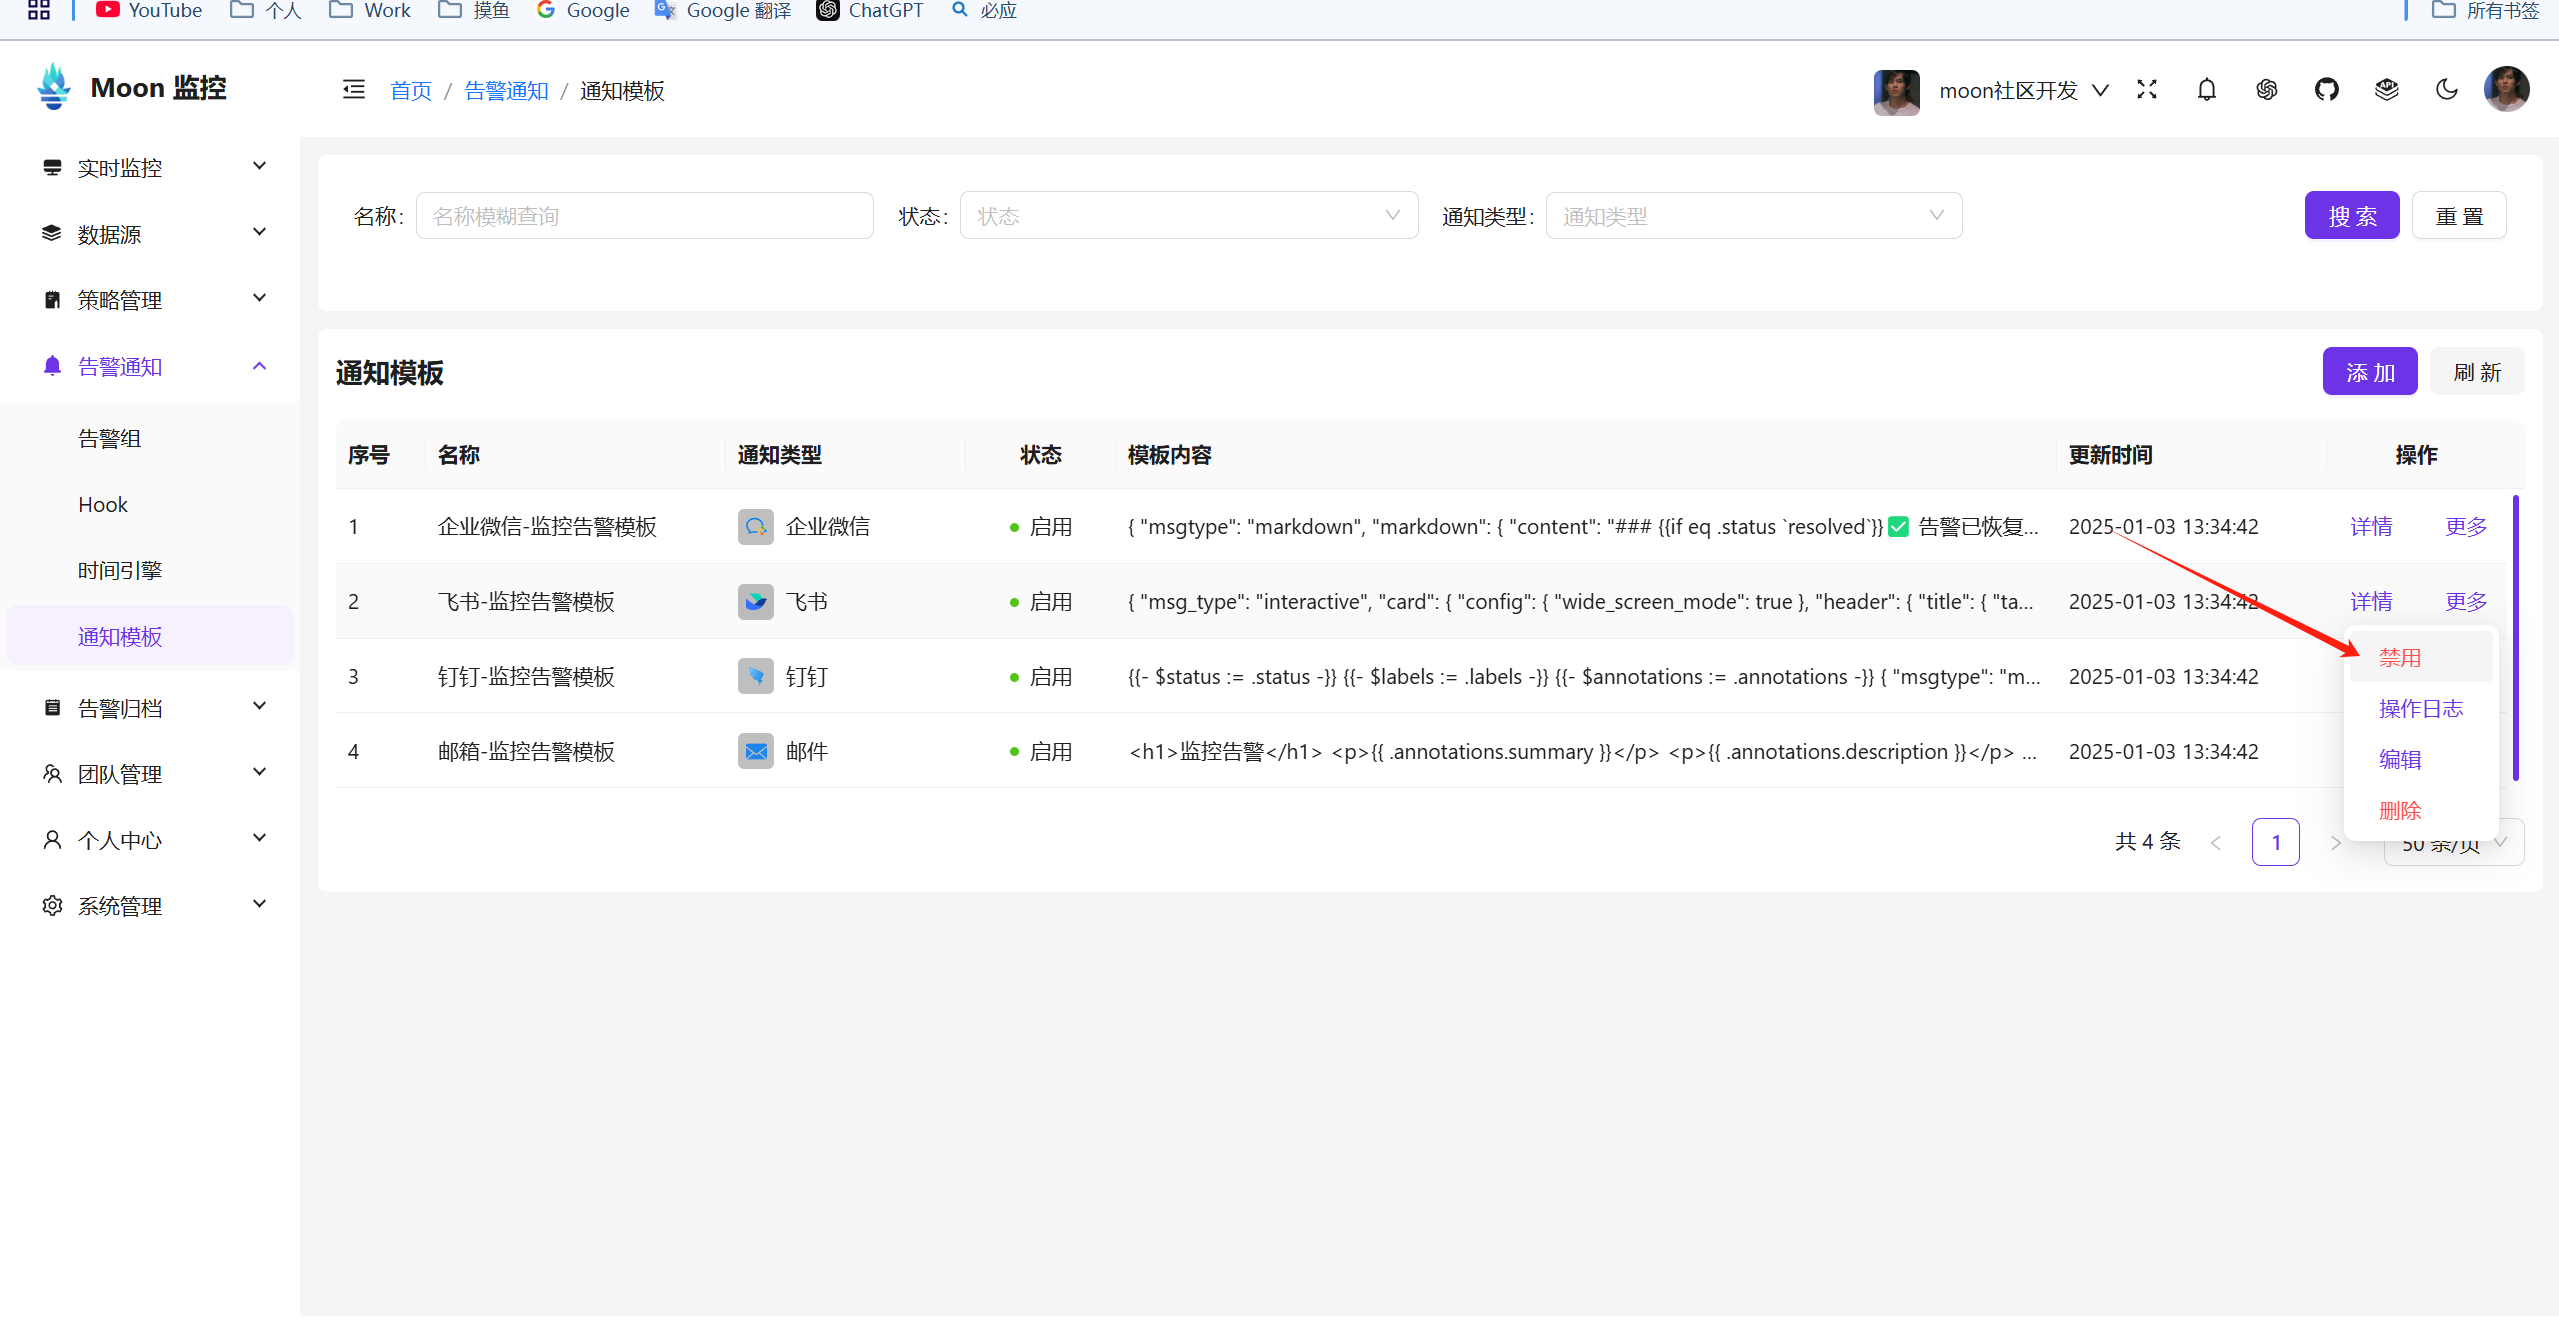 YouTube 个人 Work 摸鱼 Google Google 翻译 ChatGPT 必应 所有书签
Moon 监控
首页 / 告警通知 / 通知模板
moon社区开发
实时监控
数据源
策略管理
告警通知
告警组
Hook
时间引擎
通知模板
告警归档
团队管理
个人中心
系统管理
名称: 名称模糊查询 状态: 状态 通知类型: 通知类型 搜 索 重 置
通知模板 添 加 刷 新
序号 名称 通知类型 状态 模板内容 更新时间 操作
1 企业微信-监控告警模板 企业微信 启用 { "msgtype": "markdown", "markdown": { "content": "### {{if eq .status `resolved`}}✅ 告警已恢复... 2025-01-03 13:34:42 详情 更多
2 飞书-监控告警模板 飞书 启用 { "msg_type": "interactive", "card": { "config": { "wide_screen_mode": true }, "header": { "title": { "ta... 2025-01-03 13:34:42 详情 更多
3 钉钉-监控告警模板 钉钉 启用 {{- $status := .status -}} {{- $labels := .labels -}} {{- $annotations := .annotations -}} { "msgtype": "m... 2025-01-03 13:34:42
4 邮箱-监控告警模板 邮件 启用 <h1>监控告警</h1> <p>{{ .annotations.summary }}</p> <p>{{ .annotations.description }}</p> ... 2025-01-03 13:34:42
禁用
操作日志
编辑
删除
共 4 条 < 1 > 50 条/页